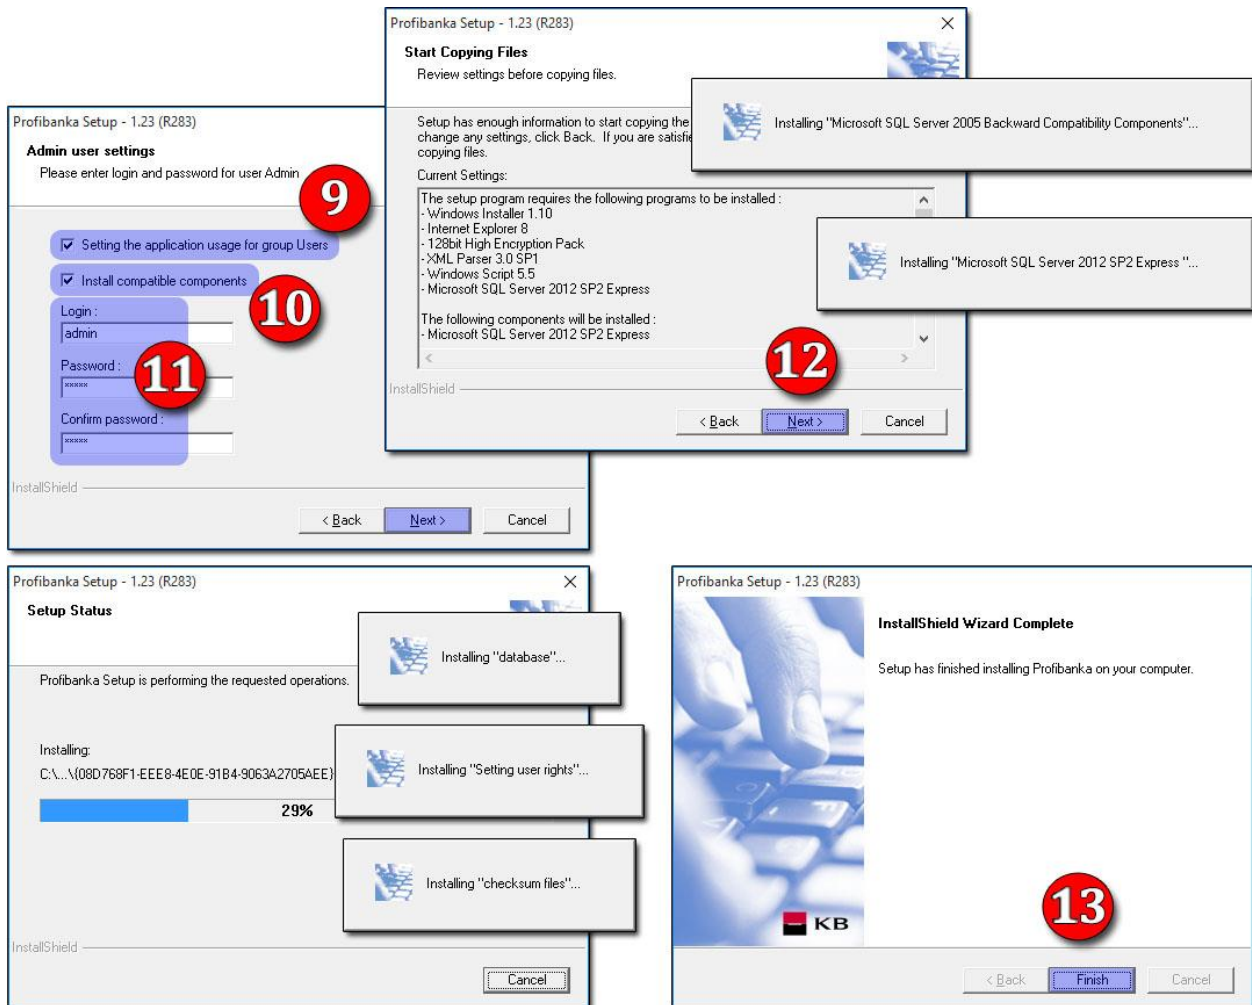 Profibanka Setup - 1.23 (R283)
Admin user settings
Please enter login and password for user Admin
9
Setting the application usage for group Users
Install compatible components
10
Login :
admin
Password :
xxxxx
11
Confirm password :
xxxxx
InstallShield
< Back
Next >
Cancel
Profibanka Setup - 1.23 (R283)
Start Copying Files
Review settings before copying files.
Setup has enough information to start copying the
change any settings, click Back. If you are satisfie
copying files.
Current Settings:
The setup program requires the following programs to be installed :
- Windows Installer 1.10
- Internet Explorer 8
- 128bit High Encryption Pack
- XML Parser 3.0 SP1
- Windows Script 5.5
- Microsoft SQL Server 2012 SP2 Express
The following components will be installed :
- Microsoft SQL Server 2012 SP2 Express
12
InstallShield
< Back
Next >
Cancel
Installing "Microsoft SQL Server 2005 Backward Compatibility Components"...
Installing "Microsoft SQL Server 2012 SP2 Express "...
Profibanka Setup - 1.23 (R283)
Setup Status
Profibanka Setup is performing the requested operations.
Installing:
C:\...\{08D768F1-EEE8-4E0E-91B4-9063A2705AEE}
29%
Installing "database"...
Installing "Setting user rights"...
Installing "checksum files"...
InstallShield
Cancel
Profibanka Setup - 1.23 (R283)
InstallShield Wizard Complete
Setup has finished installing Profibanka on your computer.
KB
13
< Back
Finish
Cancel